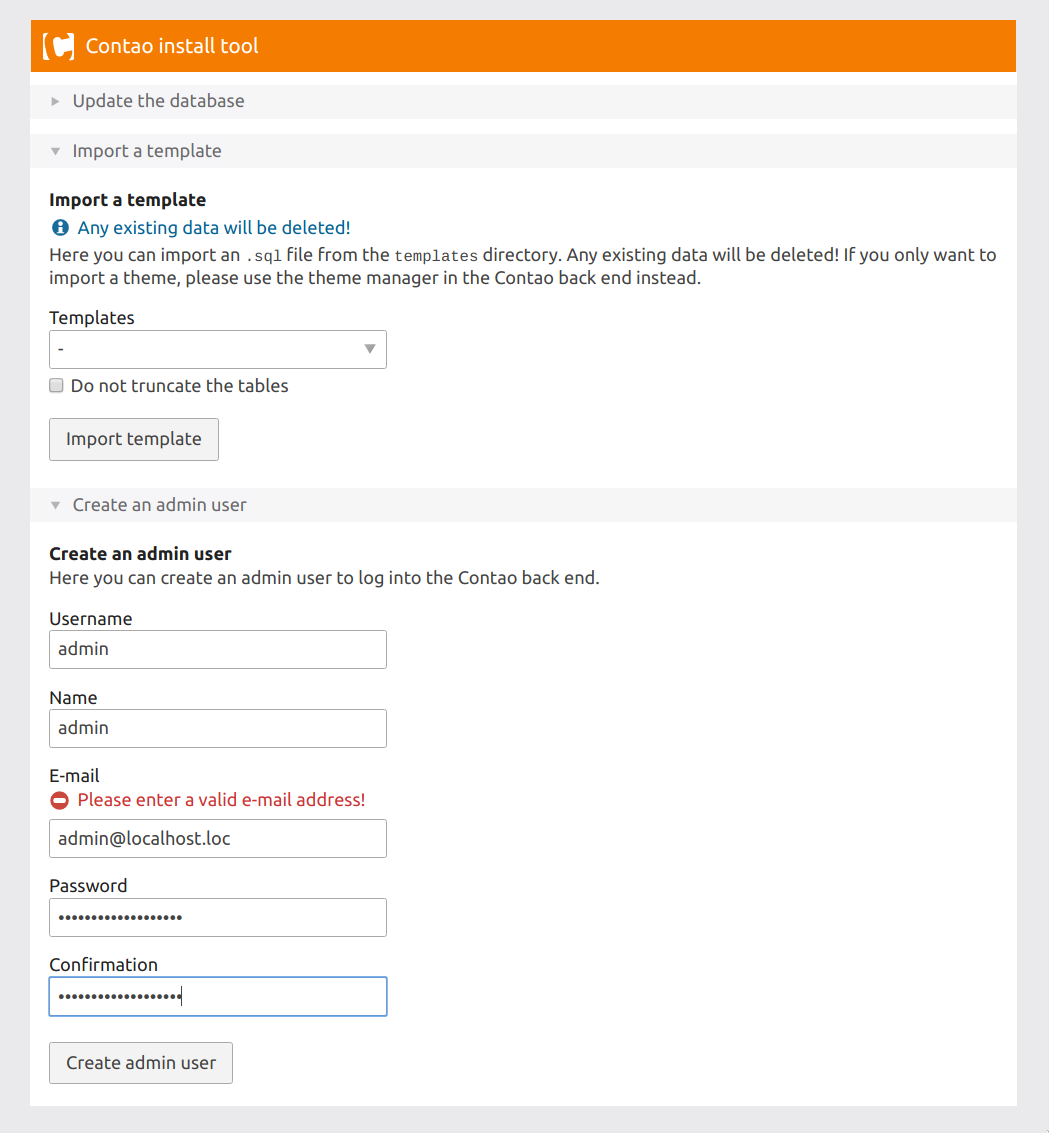 Contao install tool
Update the database
Import a template
Import a template
Any existing data will be deleted!
Here you can import an .sql file from the templates directory. Any existing data will be deleted! If you only want to
import a theme, please use the theme manager in the Contao back end instead.
Templates
-
Do not truncate the tables
Import template
Create an admin user
Create an admin user
Here you can create an admin user to log into the Contao back end.
Username
admin
Name
admin
E-mail
Please enter a valid e-mail address!
admin@localhost.loc
Password
•••••••••••••••••••
Confirmation
•••••••••••••••••••
Create admin user